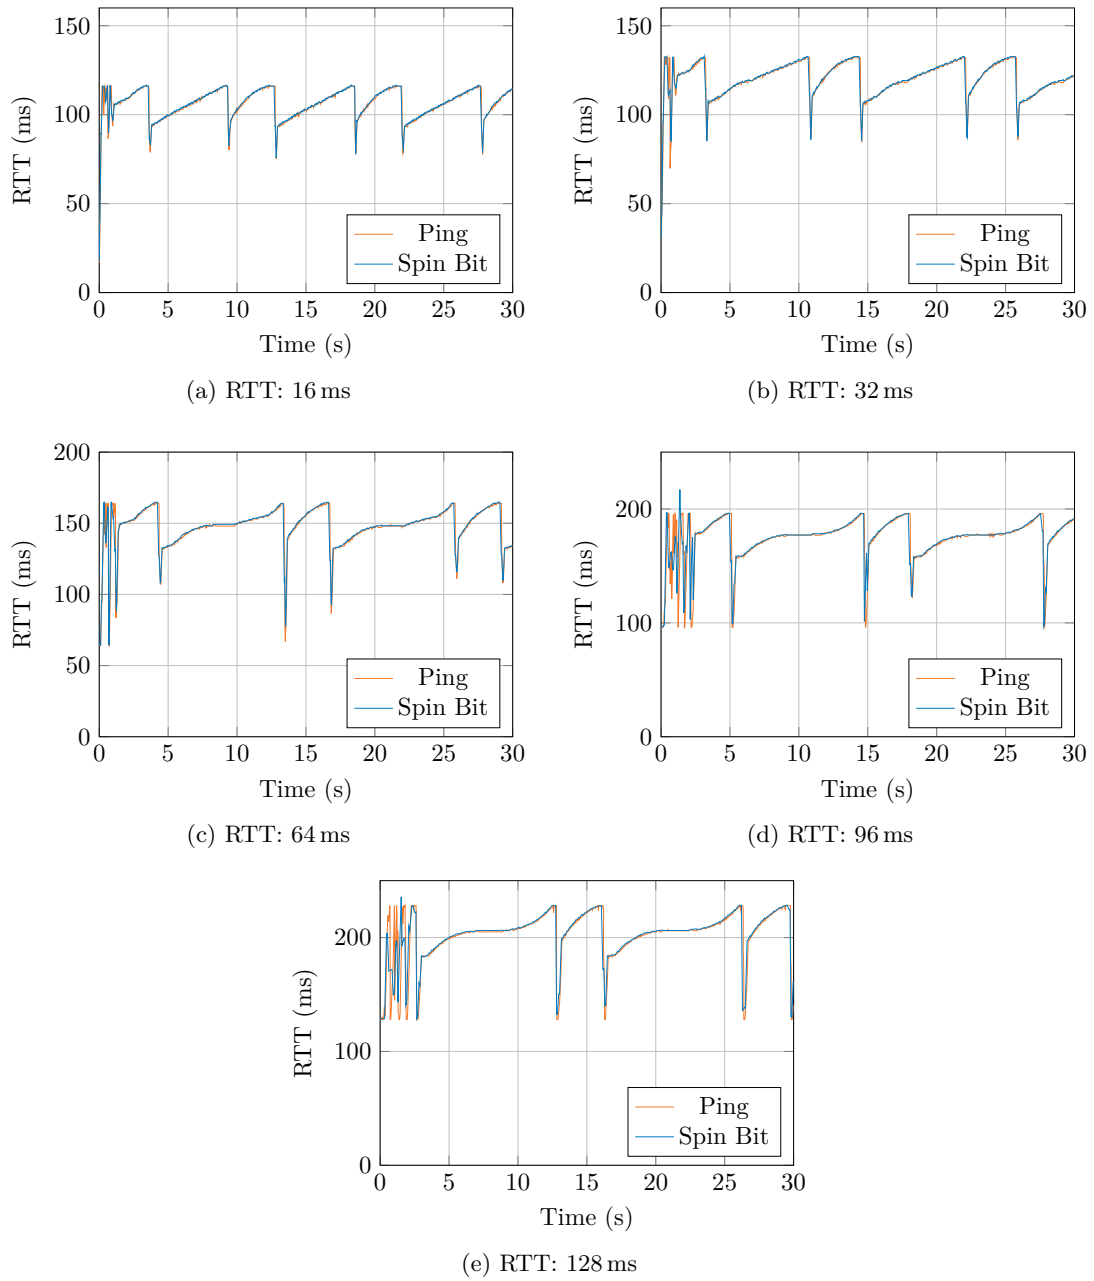 150
100
50
0
RTT (ms)
Ping
Spin Bit
0 5 10 15 20 25 30
Time (s)
(a) RTT: 16 ms
150
100
50
0
RTT (ms)
Ping
Spin Bit
0 5 10 15 20 25 30
Time (s)
(b) RTT: 32 ms
200
150
100
50
0
RTT (ms)
Ping
Spin Bit
0 5 10 15 20 25 30
Time (s)
(c) RTT: 64 ms
200
100
0
RTT (ms)
Ping
Spin Bit
0 5 10 15 20 25 30
Time (s)
(d) RTT: 96 ms
200
100
0
RTT (ms)
Ping
Spin Bit
0 5 10 15 20 25 30
Time (s)
(e) RTT: 128 ms